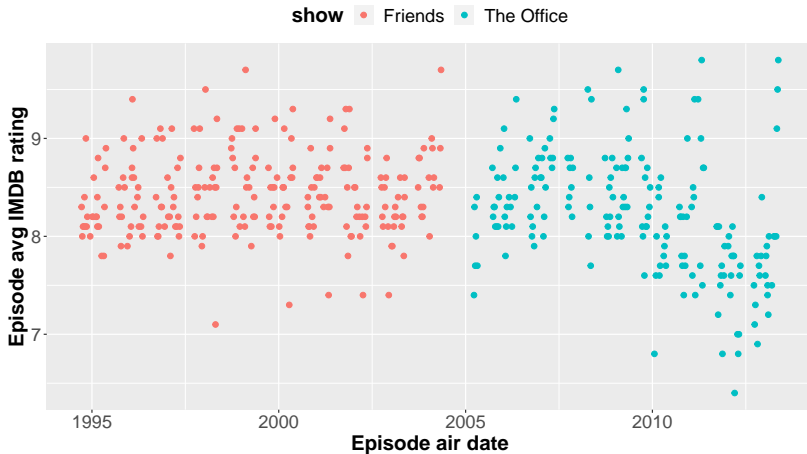 show Friends The Office
Episode avg IMDB rating
9
8
7
1995 2000 2005 2010
Episode air date